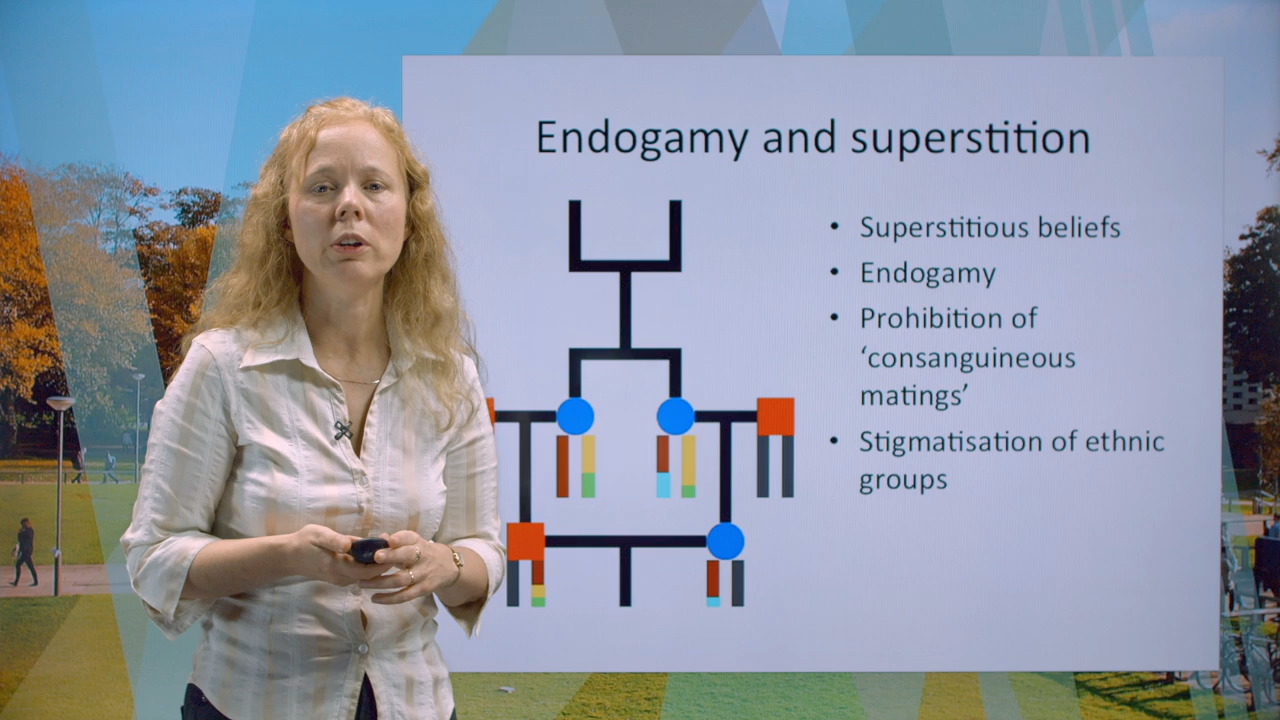 Endogamy and superstition
• Superstitious beliefs
• Endogamy
• Prohibition of
‘consanguineous
matings’
• Stigmatisation of ethnic
groups